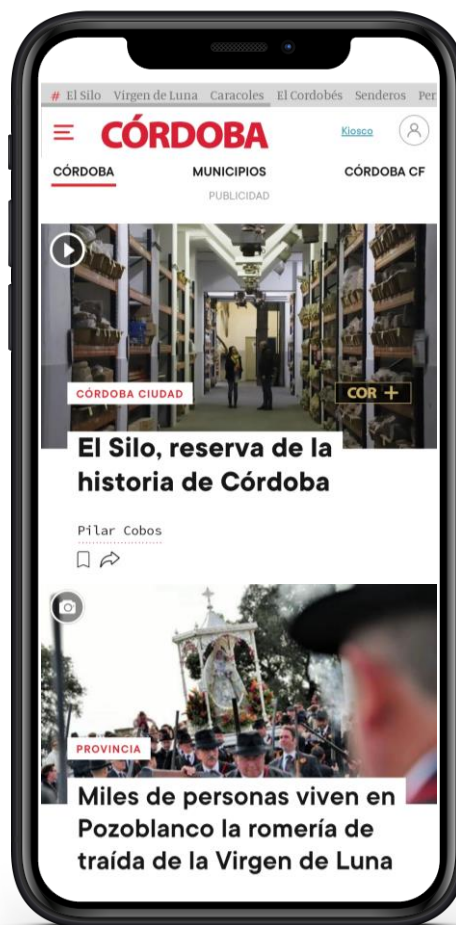 # El Silo Virgen de Luna Caracoles El Cordobés Senderos Per
CÓRDOBA
Kiosco
CÓRDOBA MUNICIPIOS CÓRDOBA CF
PUBLICIDAD
COR +
CÓRDOBA CIUDAD
El Silo, reserva de la
historia de Córdoba
Pilar Cobos
PROVINCIA
Miles de personas viven en
Pozoblanco la romería de
traída de la Virgen de Luna